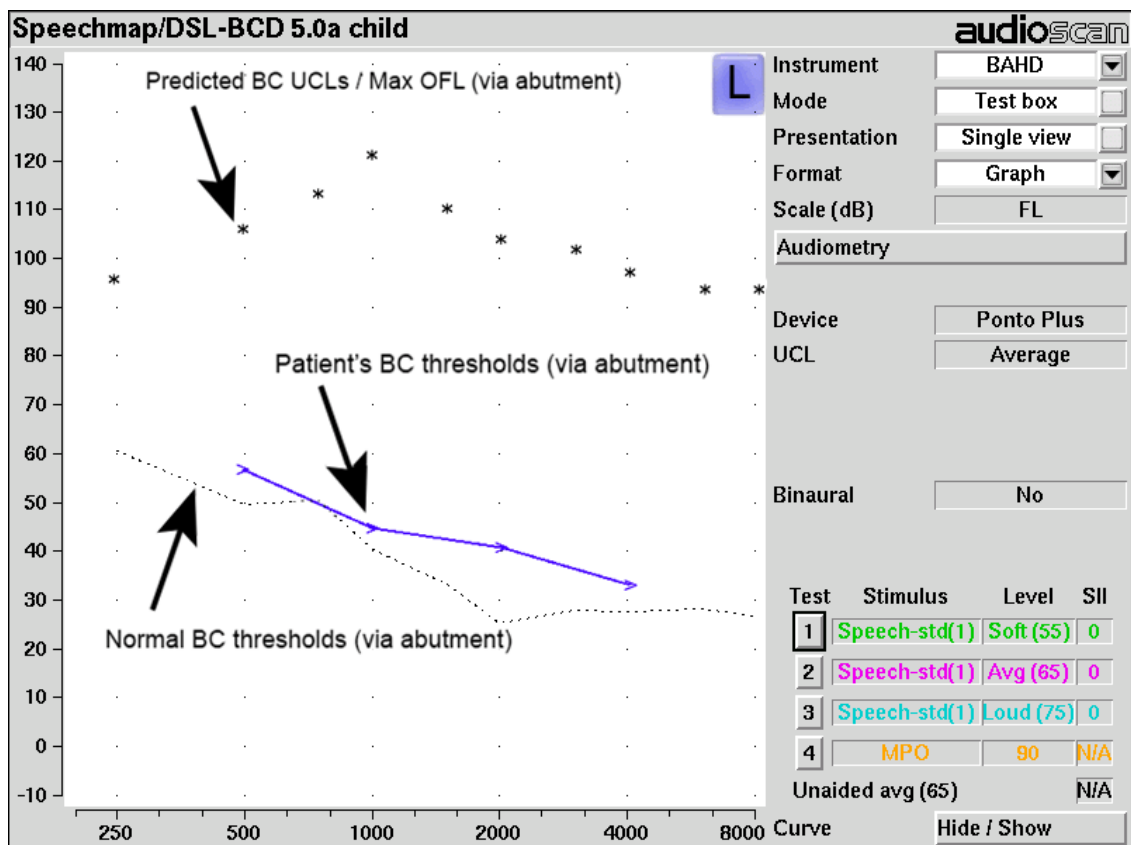 Speechmap/DSL-BCD 5.0a child
audioscan
140
130
120
110
100
90
80
70
60
50
40
30
20
10
0
-10
Predicted BC UCLs / Max OFL (via abutment)
L
Patient's BC thresholds (via abutment)
Normal BC thresholds (via abutment)
250 500 1000 2000 4000 8000
Instrument BAHD
Mode Test box
Presentation Single view
Format Graph
Scale (dB) FL
Audiometry
Device Ponto Plus
UCL Average
Binaural No
Test Stimulus Level SII
1 Speech-std(1) Soft (55) 0
2 Speech-std(1) Avg (65) 0
3 Speech-std(1) Loud (75) 0
4 MPO 90 N/A
Unaided avg (65) N/A
Curve Hide / Show